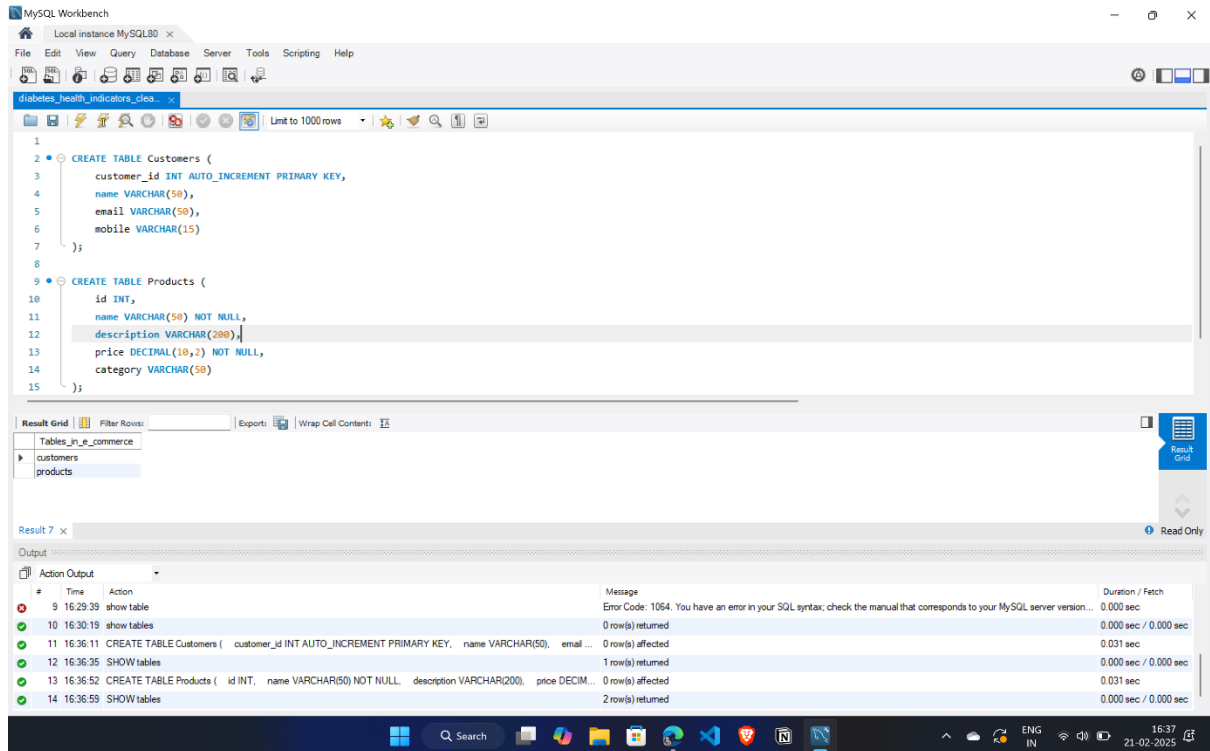 MySQL Workbench
Local instance MySQL80
File Edit View Query Database Server Tools Scripting Help
diabetes_health_indicators_clea...
Limit to 1000 rows
1
2 CREATE TABLE Customers (
3 customer_id INT AUTO_INCREMENT PRIMARY KEY,
4 name VARCHAR(50),
5 email VARCHAR(50),
6 mobile VARCHAR(15)
7 );
8
9 CREATE TABLE Products (
10 id INT,
11 name VARCHAR(50) NOT NULL,
12 description VARCHAR(200),
13 price DECIMAL(10,2) NOT NULL,
14 category VARCHAR(50)
15 );
Result Grid Filter Rows: Export: Wrap Cell Content: IA
Tables_in_e_commerce
customers
products
Result Grid
Result 7 Read Only
Output
Action Output
# Time Action Message Duration / Fetch
9 16:29:39 show table Error Code: 1064. You have an error in your SQL syntax; check the manual that corresponds to your MySQL server version... 0.000 sec
10 16:30:19 show tables 0 row(s) returned 0.000 sec / 0.000 sec
11 16:36:11 CREATE TABLE Customers ( customer_id INT AUTO_INCREMENT PRIMARY KEY, name VARCHAR(50), email ... 0 row(s) affected 0.031 sec
12 16:36:35 SHOW tables 1 row(s) returned 0.000 sec / 0.000 sec
13 16:36:52 CREATE TABLE Products ( id INT, name VARCHAR(50) NOT NULL, description VARCHAR(200), price DECIM... 0 row(s) affected 0.031 sec
14 16:36:59 SHOW tables 2 row(s) returned 0.000 sec / 0.000 sec
Search
ENG IN
16:37
21-02-2025